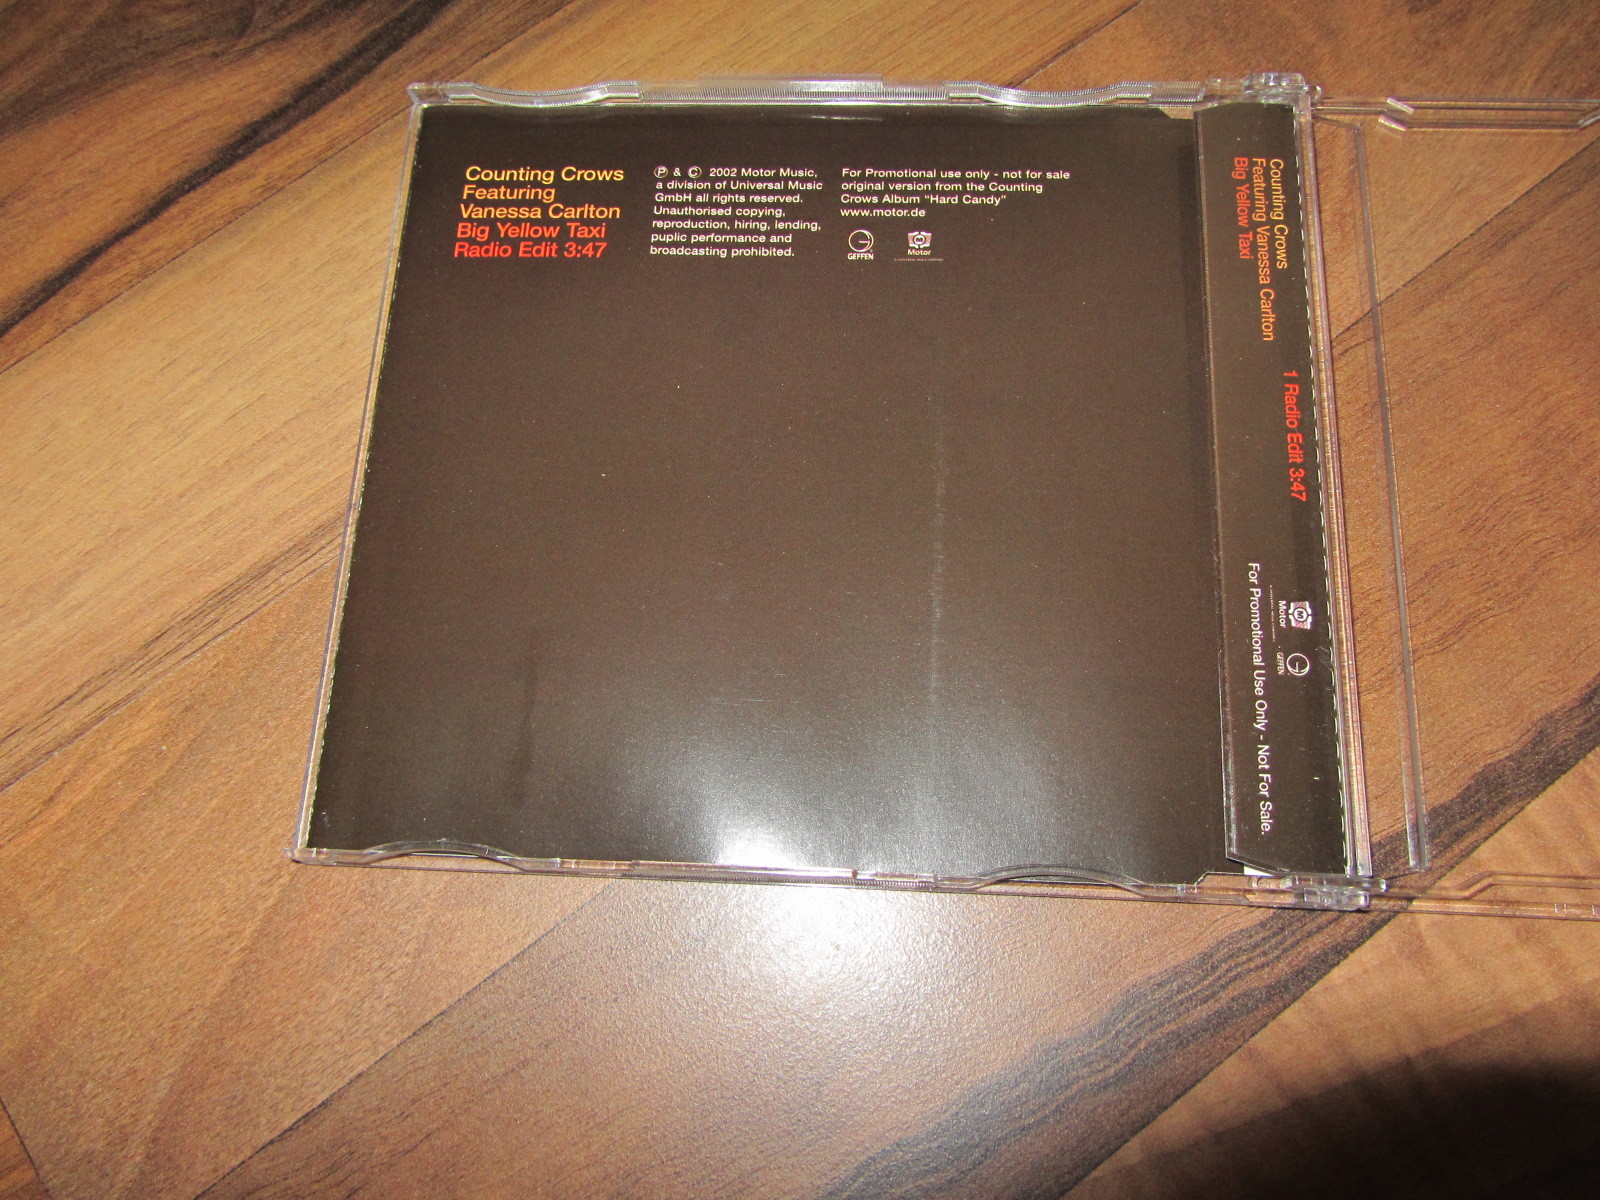 Counting Crows
Featuring
Vanessa Carlton
Big Yellow Taxi
Radio Edit 3:47
℗ & © 2002 Motor Music,
a division of Universal Music
GmbH all rights reserved.
Unauthorised copying,
reproduction, hiring, lending,
puplic performance and
broadcasting prohibited.
For Promotional use only - not for sale
original version from the Counting
Crows Album "Hard Candy"
www.motor.de
GEFFEN
Motor
Counting Crows
Featuring Vanessa Carlton
Big Yellow Taxi
1 Radio Edit 3:47
Motor
GEFFEN
For Promotional Use Only - Not For Sale.